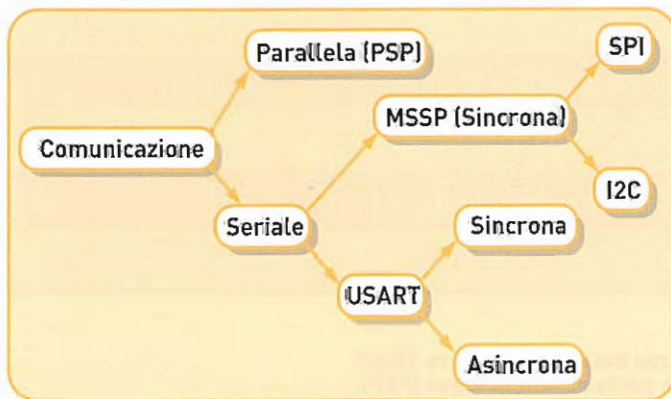 Parallela (PSP)
SPI
MSSP (Sincrona)
Comunicazione
I2C
Seriale
Sincrona
USART
Asincrona